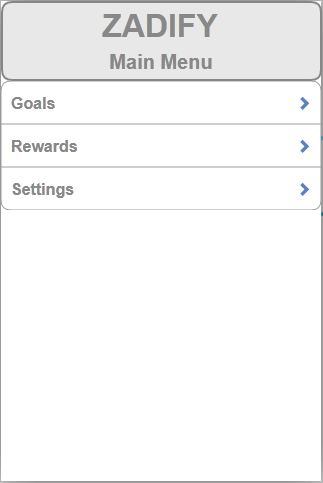 ZADIFY
Main Menu
Goals
Rewards
Settings